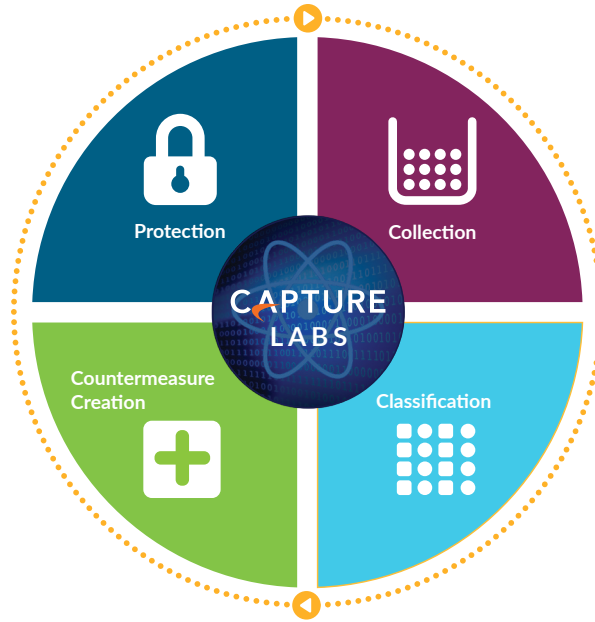 Protection
Collection
CAPTURE
LABS
Countermeasure
Creation
Classification